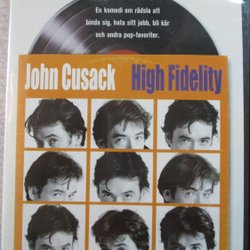 En komedi om rädsla att
binda sig, hata sitt jobb, bli kär
och andra pop-favoriter.
John Cusack High Fidelity